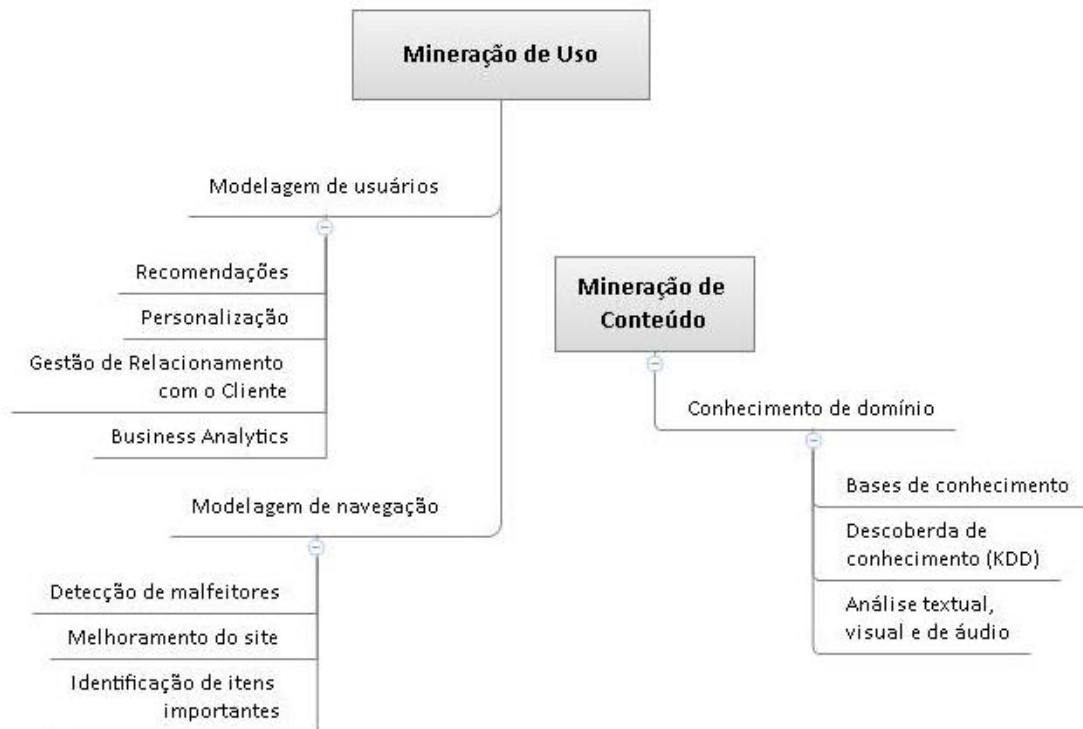 Mineração de Uso
Modelagem de usuários
Recomendações
Personalização
Gestão de Relacionamento
com o Cliente
Business Analytics
Modelagem de navegação
Detecção de malfeitores
Melhoramento do site
Identificação de itens
importantes
Mineração de
Conteúdo
Conhecimento de domínio
Bases de conhecimento
Descoberda de
conhecimento (KDD)
Análise textual,
visual e de áudio